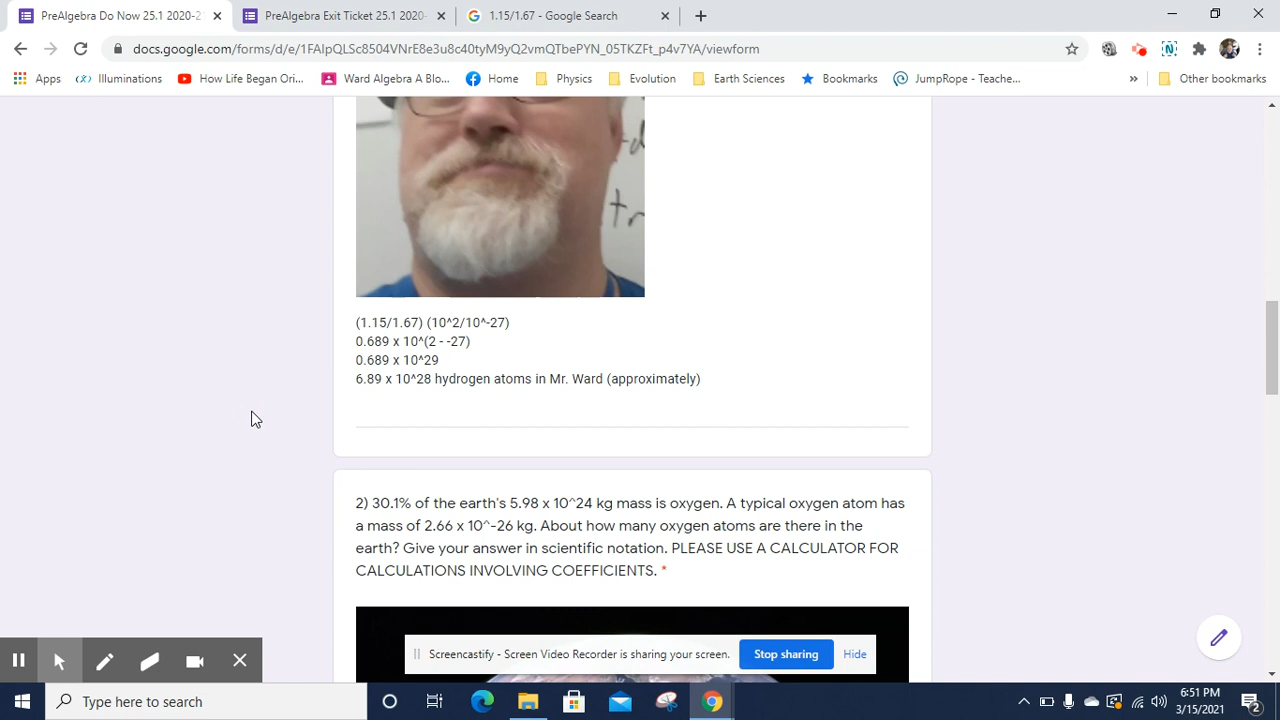 PreAlgebra Do Now 25.1 2020-2
PreAlgebra Exit Ticket 25.1 2020-
1.15/1.67 - Google Search
docs.google.com/forms/d/e/1FAIpQLSc8504VNrE8e3u8c40tyM9yQ2vmQTbePYN_05TKZFt_p4v7YA/viewform
Apps
Illuminations
How Life Began Ori...
Ward Algebra A Blo...
Home
Physics
Evolution
Earth Sciences
Bookmarks
JumpRope - Teache...
»
Other bookmarks
(1.15/1.67) (10^2/10^-27)
0.689 x 10^(2 - -27)
0.689 x 10^29
6.89 x 10^28 hydrogen atoms in Mr. Ward (approximately)
2) 30.1% of the earth's 5.98 x 10^24 kg mass is oxygen. A typical oxygen atom has
a mass of 2.66 x 10^-26 kg. About how many oxygen atoms are there in the
earth? Give your answer in scientific notation. PLEASE USE A CALCULATOR FOR
CALCULATIONS INVOLVING COEFFICIENTS. *
Screencastify - Screen Video Recorder is sharing your screen.
Stop sharing
Hide
Type here to search
6:51 PM
3/15/2021
2